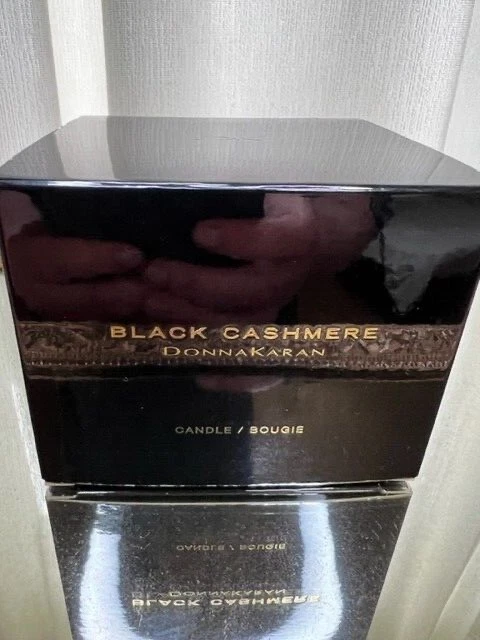 BLACK CASHMERE
DONNAKARAN
CANDLE / BOUGIE
CANDLE / BOUGIE
DONNAKARAN
BLACK CASHMERE